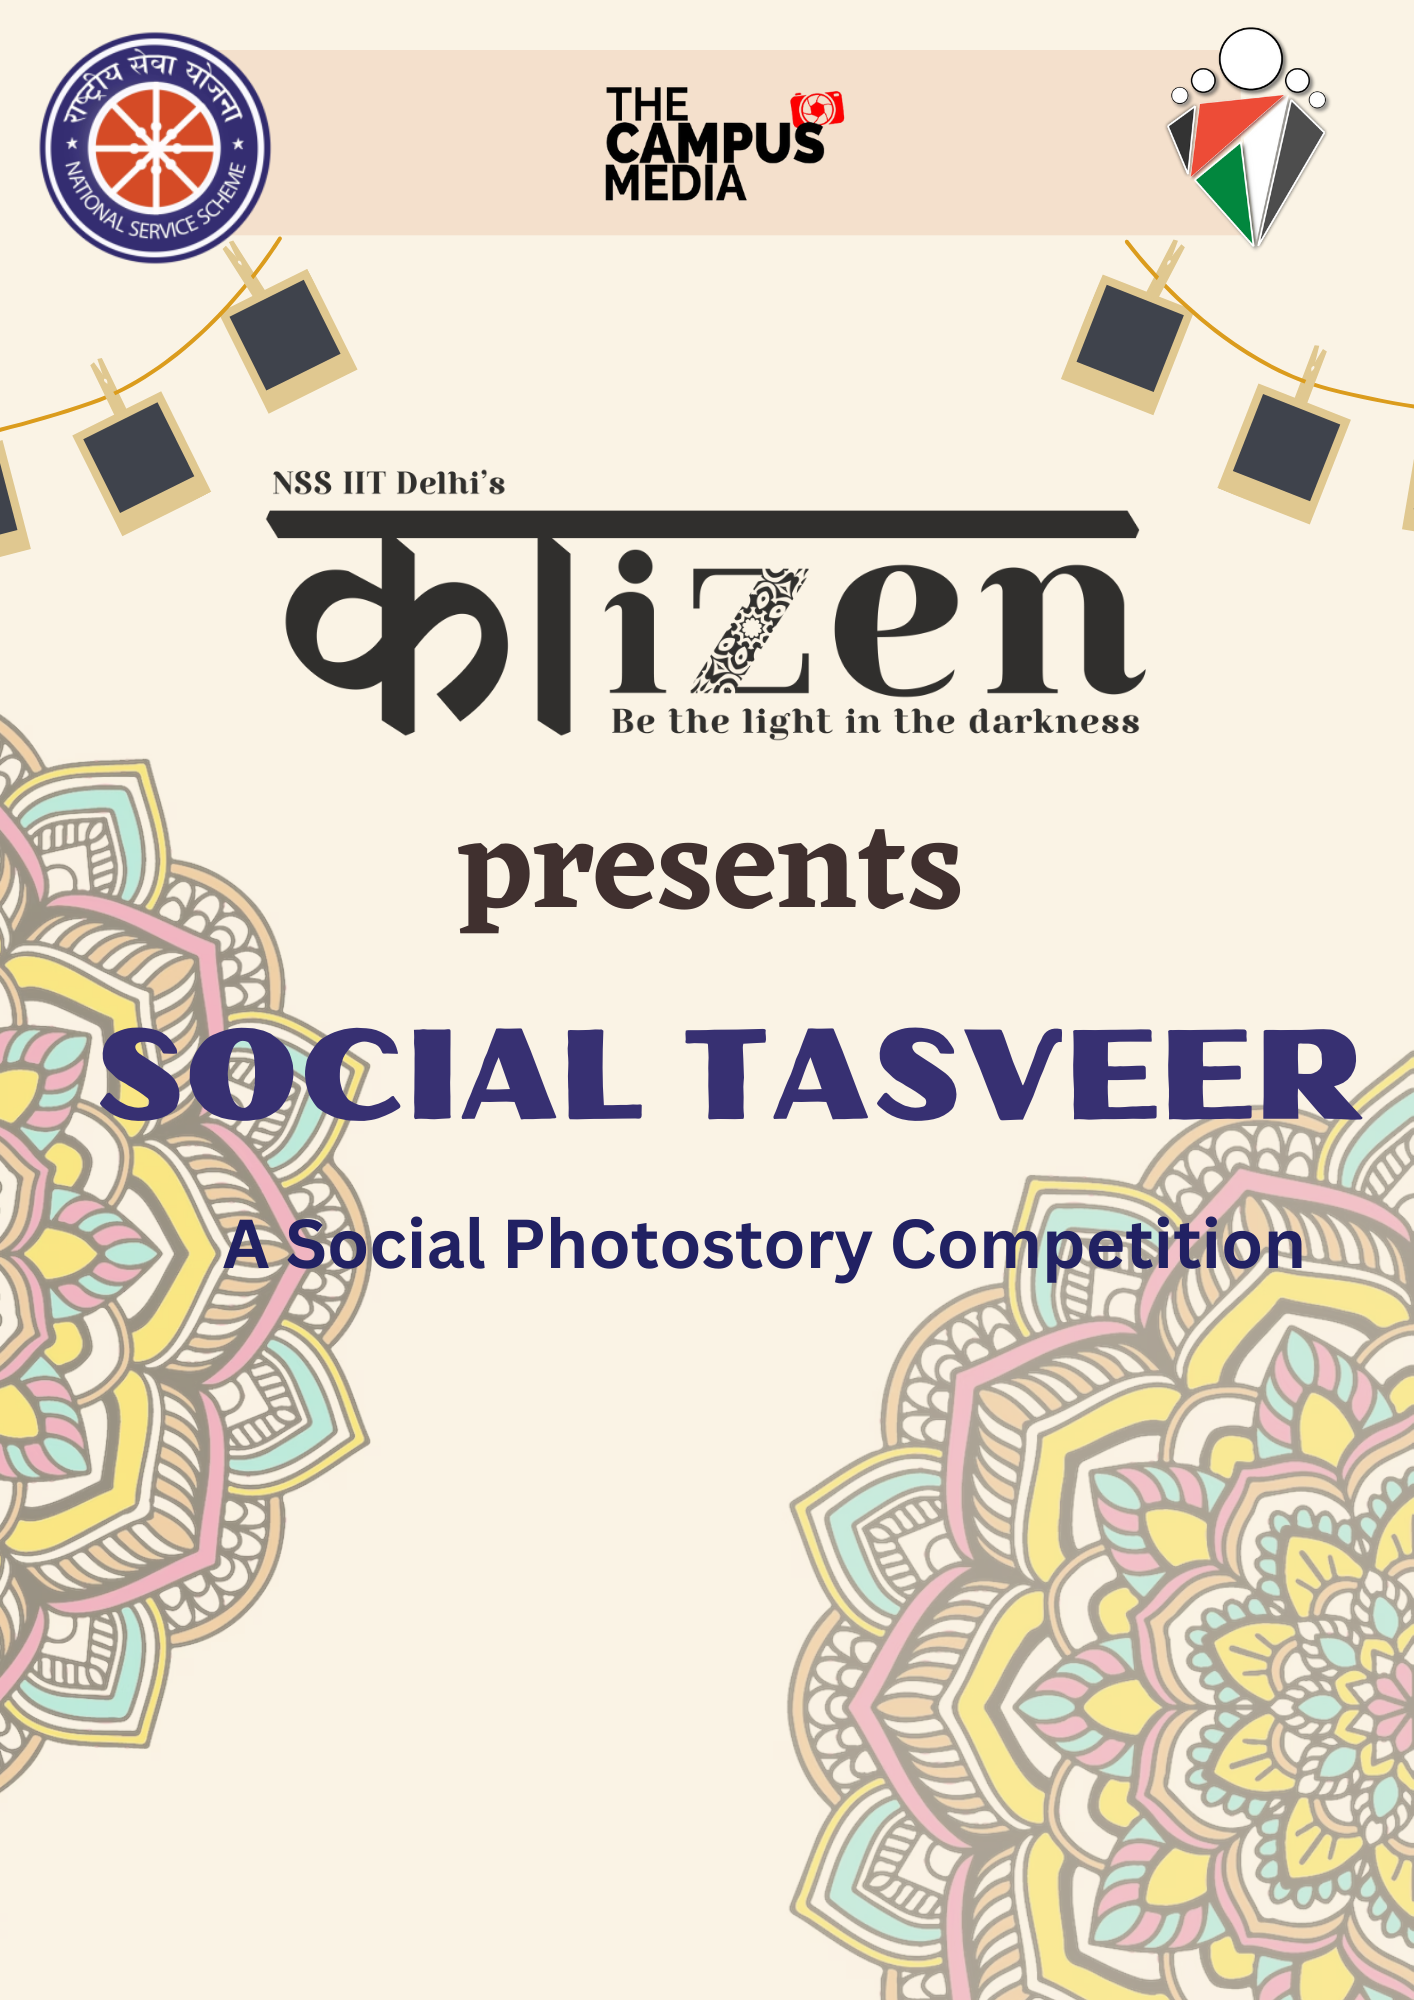 राष्ट्रीय सेवा योजना
NATIONAL SERVICE SCHEME
THE
CAMPUS
MEDIA
NSS IIT Delhi's
काizen
Be the light in the darkness
presents
SOCIAL TASVEER
A Social Photostory Competition